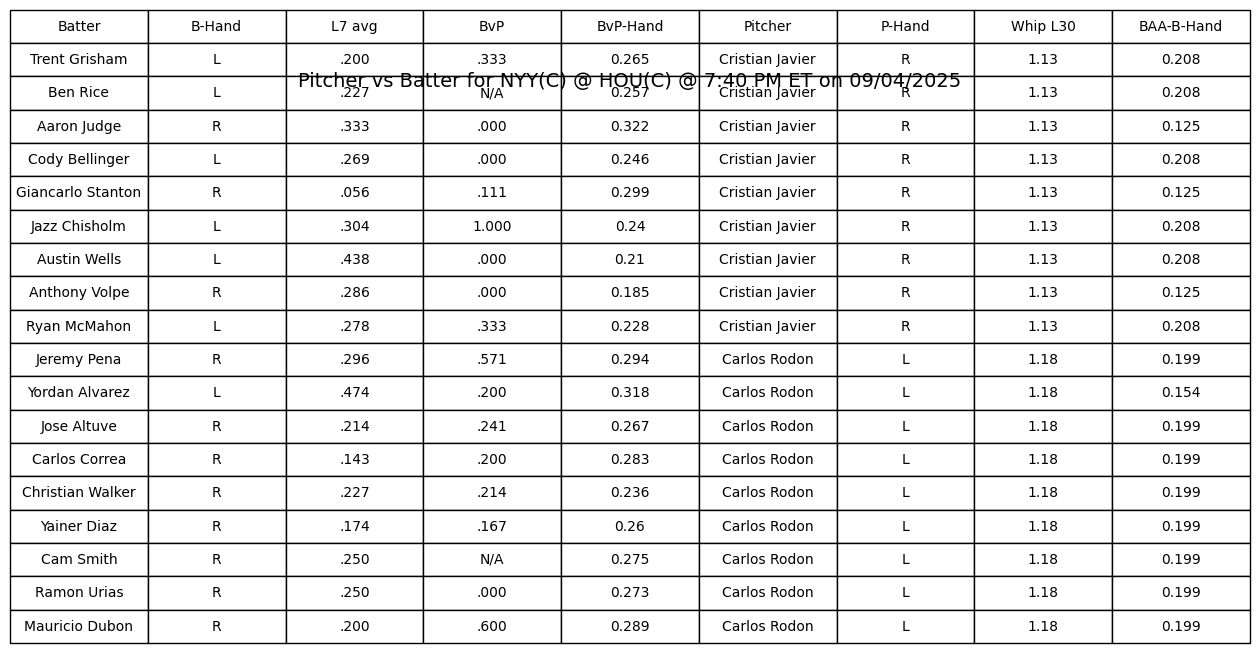 Batter B-Hand L7 avg BvP BvP-Hand Pitcher P-Hand Whip L30 BAA-B-Hand
Trent Grisham L .200 .333 0.265 Cristian Javier R 1.13 0.208
Pitcher vs Batter for NYY(C) @ HOU(C) @ 7:40 PM ET on 09/04/2025
Ben Rice L .227 N/A 0.257 Cristian Javier R 1.13 0.208
Aaron Judge R .333 .000 0.322 Cristian Javier R 1.13 0.125
Cody Bellinger L .269 .000 0.246 Cristian Javier R 1.13 0.208
Giancarlo Stanton R .056 .111 0.299 Cristian Javier R 1.13 0.125
Jazz Chisholm L .304 1.000 0.24 Cristian Javier R 1.13 0.208
Austin Wells L .438 .000 0.21 Cristian Javier R 1.13 0.208
Anthony Volpe R .286 .000 0.185 Cristian Javier R 1.13 0.125
Ryan McMahon L .278 .333 0.228 Cristian Javier R 1.13 0.208
Jeremy Pena R .296 .571 0.294 Carlos Rodon L 1.18 0.199
Yordan Alvarez L .474 .200 0.318 Carlos Rodon L 1.18 0.154
Jose Altuve R .214 .241 0.267 Carlos Rodon L 1.18 0.199
Carlos Correa R .143 .200 0.283 Carlos Rodon L 1.18 0.199
Christian Walker R .227 .214 0.236 Carlos Rodon L 1.18 0.199
Yainer Diaz R .174 .167 0.26 Carlos Rodon L 1.18 0.199
Cam Smith R .250 N/A 0.275 Carlos Rodon L 1.18 0.199
Ramon Urias R .250 .000 0.273 Carlos Rodon L 1.18 0.199
Mauricio Dubon R .200 .600 0.289 Carlos Rodon L 1.18 0.199